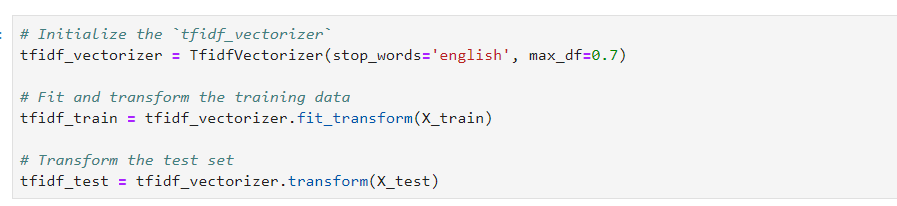 # Initialize the `tfidf_vectorizer`
tfidf_vectorizer = TfidfVectorizer(stop_words='english', max_df=0.7)
# Fit and transform the training data
tfidf_train = tfidf_vectorizer.fit_transform(X_train)
# Transform the test set
tfidf_test = tfidf_vectorizer.transform(X_test)